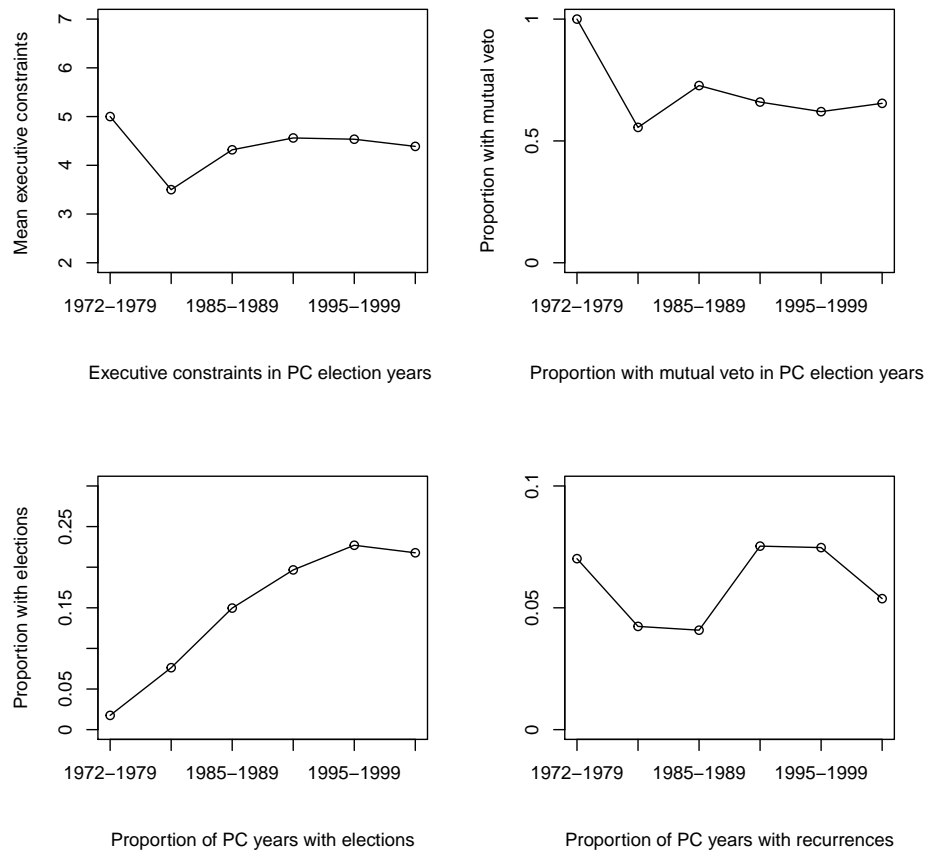 Mean executive constraints
7
6
5
4
3
2
1972−1979 1985−1989 1995−1999
Executive constraints in PC election years
Proportion with mutual veto
1
0.5
0
1972−1979 1985−1989 1995−1999
Proportion with mutual veto in PC election years
Proportion with elections
0.25
0.15
0.05
0
1972−1979 1985−1989 1995−1999
Proportion of PC years with elections
0.1
0.05
0
1972−1979 1985−1989 1995−1999
Proportion of PC years with recurrences